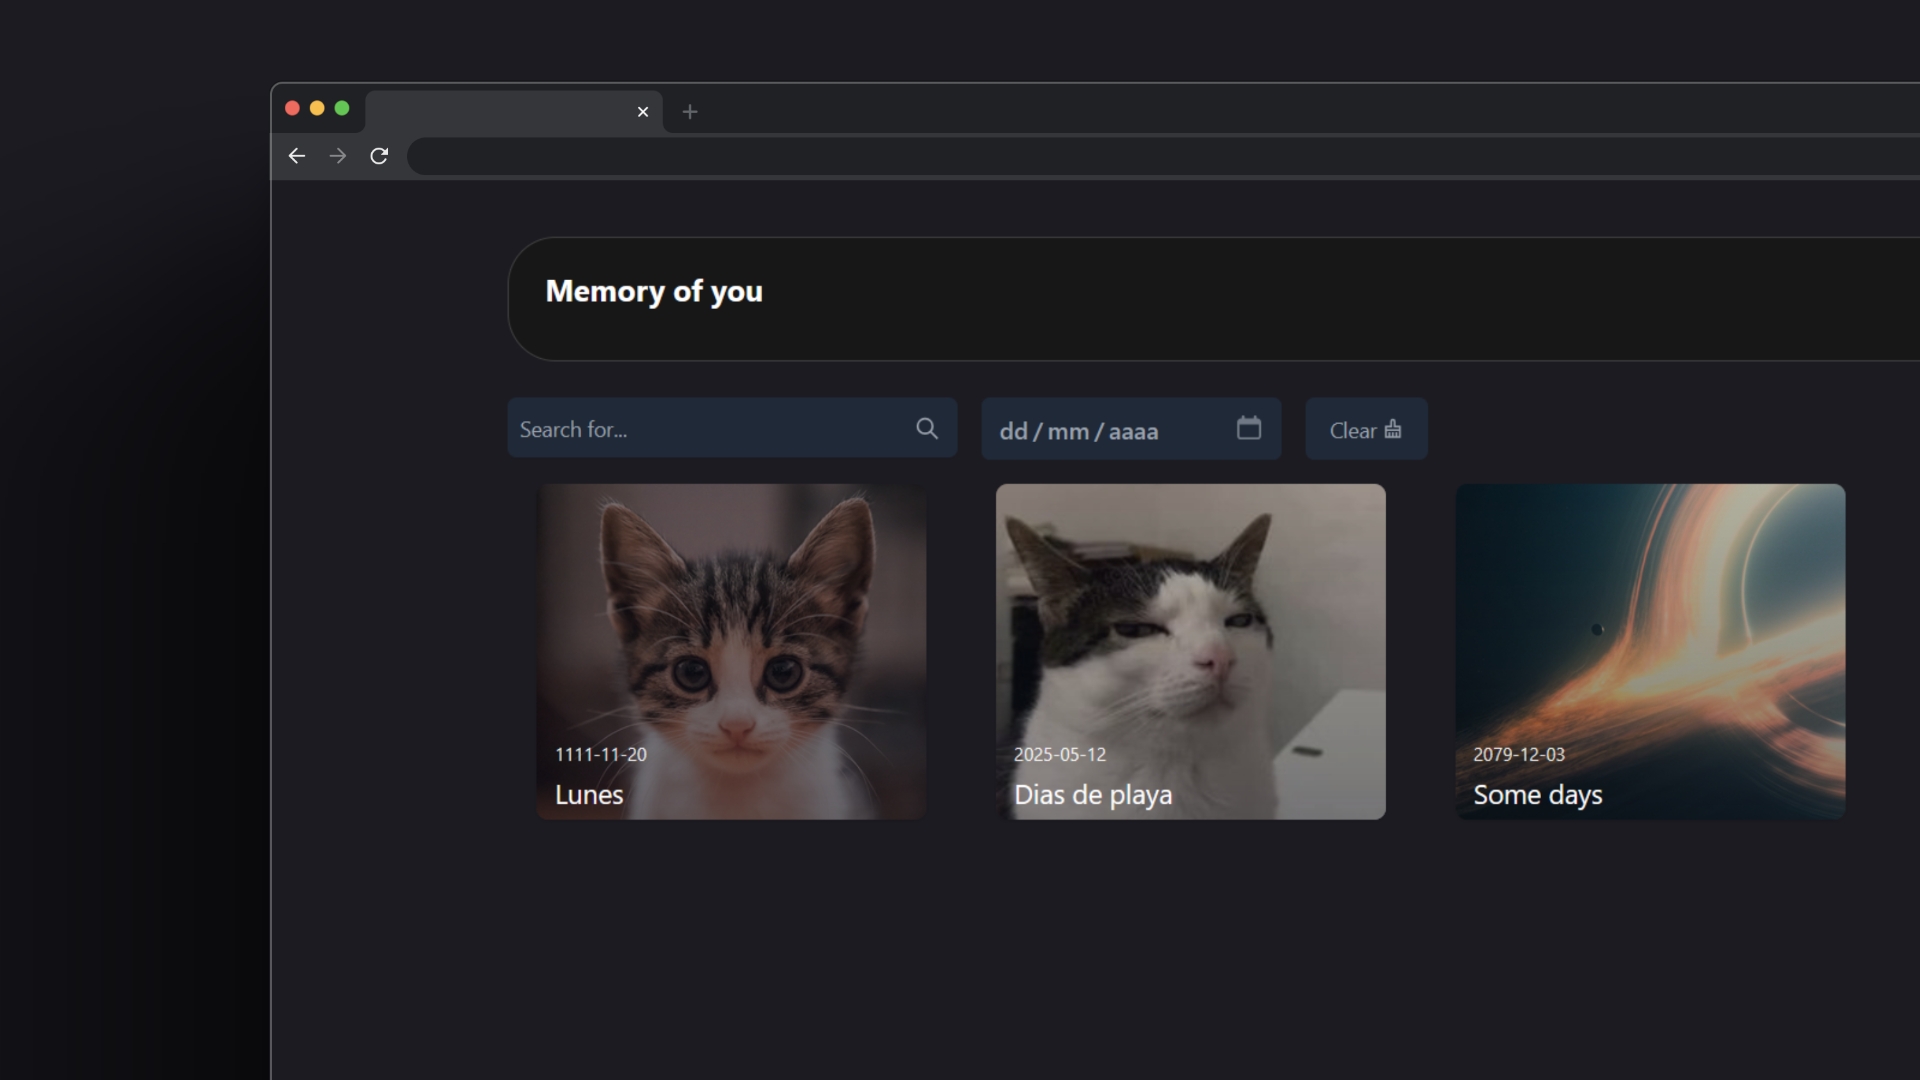 Memory of you
Search for...
dd / mm / aaaa
Clear
1111-11-20
Lunes
2025-05-12
Dias de playa
2079-12-03
Some days